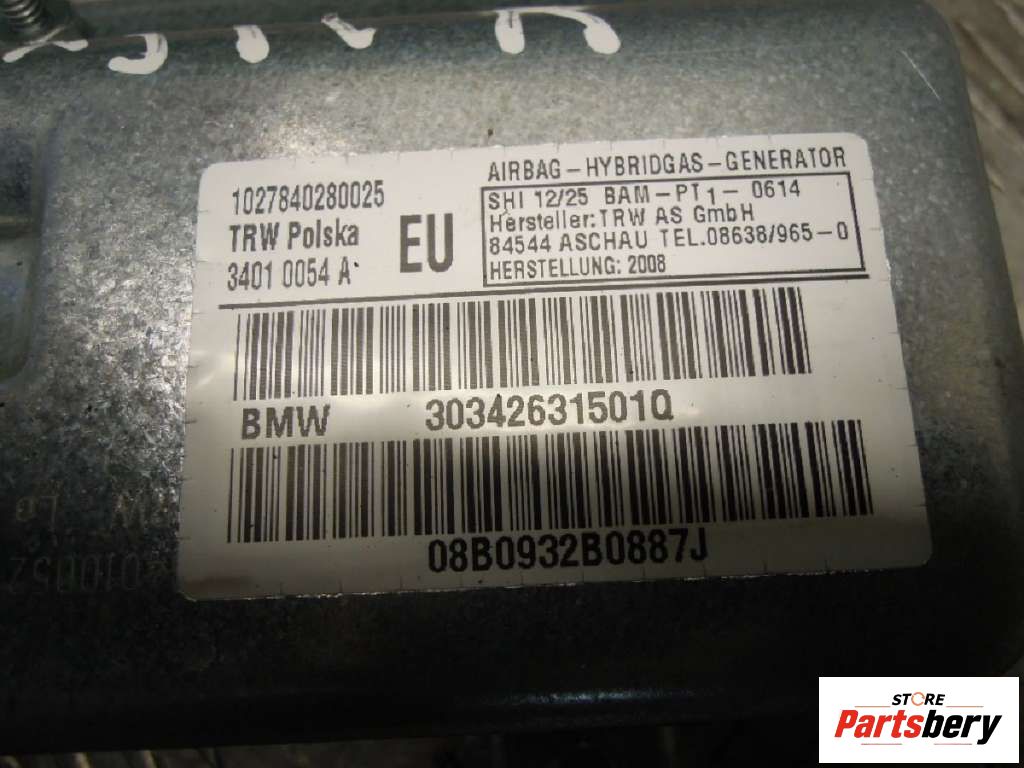 1027840280025
TRW Polska
3401 0054 A
EU
AIRBAG-HYBRIDGAS-GENERATOR
SHI 12/25 BAM-PT1-0614
Hersteller:TRW AS GmbH
84544 ASCHAU TEL.08638/965-0
HERSTELLUNG: 2008
BMW 30342631501Q
08B0932B0887J
STORE
Partsbery